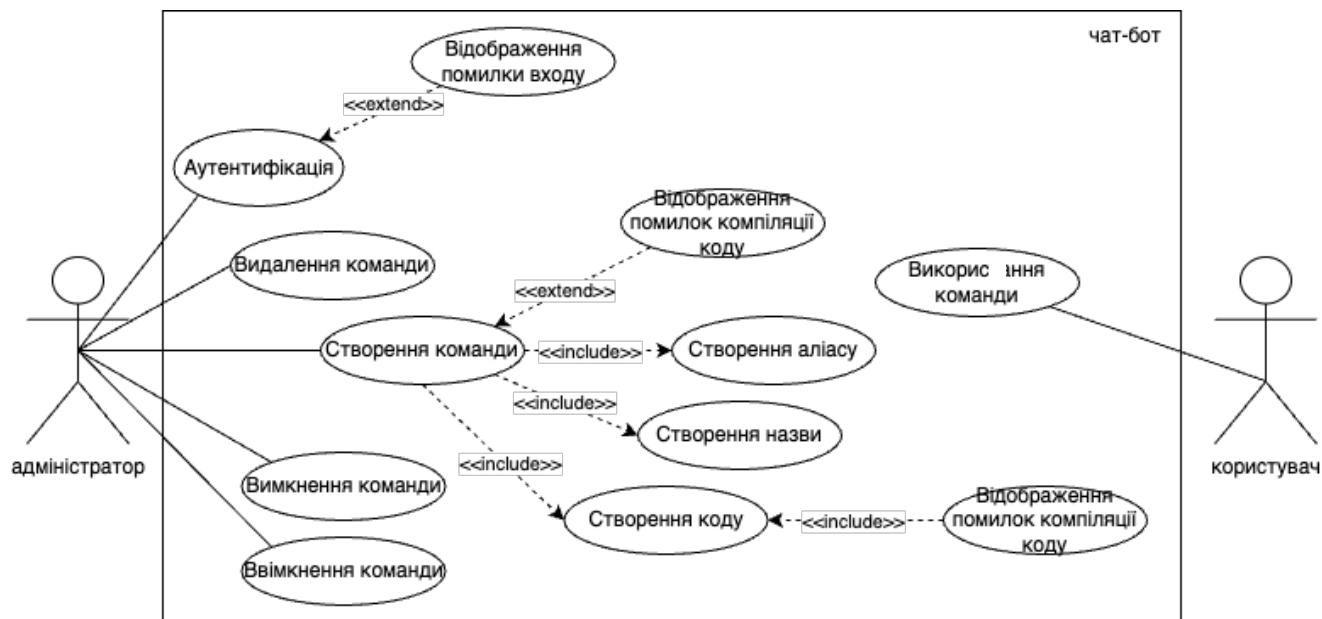 чат-бот
Відображення
помилки входу
<<extend>>
Аутентифікація
Відображення
помилок компіляції
коду
Видалення команди
<<extend>>
команди
Створення команди
<<include>>
Створення аліасу
<<include>>
Створення назви
<<include>>
адміністратор
користувач
Вимкнення команди
Створення коду
<<include>>
Відображення
помилок компіляції
коду
Ввімкнення команди